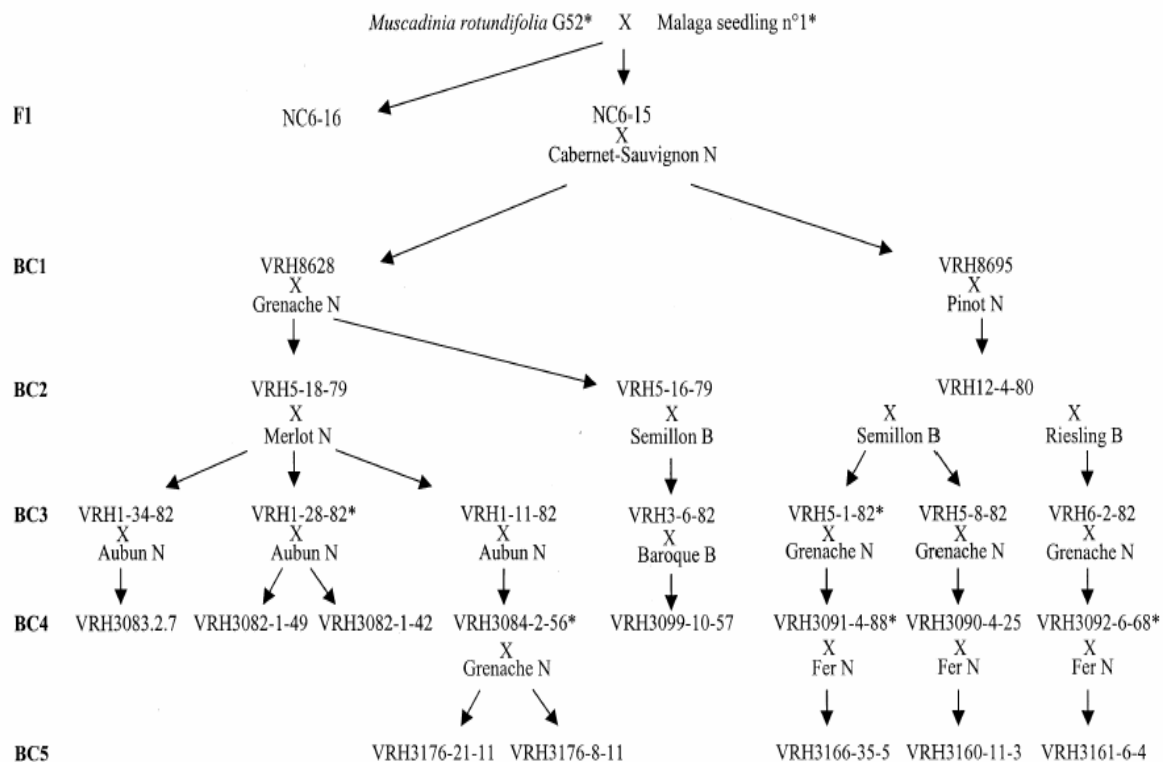 Muscadinia rotundifolia G52* X Malaga seedling n°1*
F1 NC6-16 NC6-15
X
Cabernet-Sauvignon N
BC1 VRH8628 VRH8695
X X
Grenache N Pinot N
BC2 VRH5-18-79 VRH5-16-79 VRH12-4-80
X X X X
Merlot N Semillon B Semillon B Riesling B
BC3 VRH1-34-82 VRH1-28-82* VRH1-11-82 VRH3-6-82 VRH5-1-82* VRH5-8-82 VRH6-2-82
X X X X X X X
Aubun N Aubun N Aubun N Baroque B Grenache N Grenache N Grenache N
BC4 VRH3083.2.7 VRH3082-1-49 VRH3082-1-42 VRH3084-2-56* VRH3099-10-57 VRH3091-4-88* VRH3090-4-25 VRH3092-6-68*
X X X X
Grenache N Fer N Fer N Fer N
BC5 VRH3176-21-11 VRH3176-8-11 VRH3166-35-5 VRH3160-11-3 VRH3161-6-4